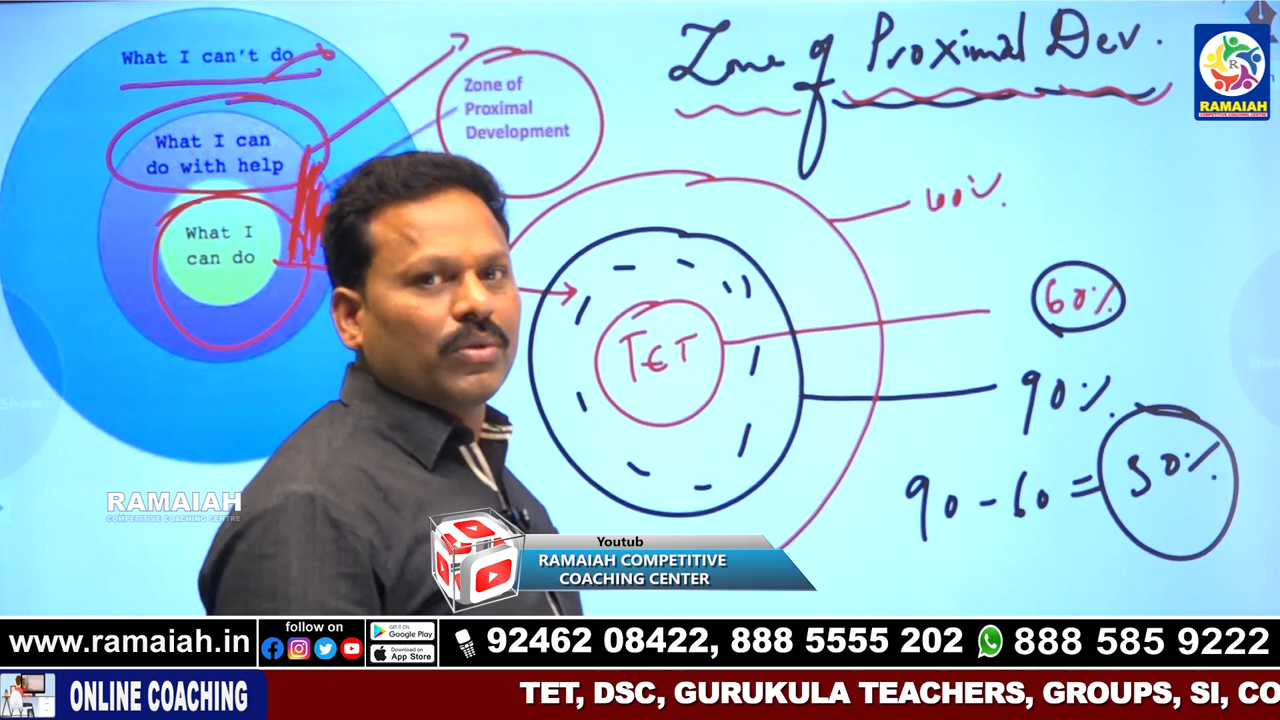 What I can't do
What I can
do with help
What I
can do
Zone of
Proximal
Development
Zone of Proximal Dev.
RAMAIAH
COMPETITIVE COACHING CENTRE
TET
60%
90%
90-60=30%
RAMAIAH
COMPETITIVE COACHING CENTRE
Youtub
RAMAIAH COMPETITIVE
COACHING CENTER
www.ramaiah.in
follow on
GET IT ON
Google Play
Download on
App Store
92462 08422, 888 5555 202
888 585 9222
ONLINE COACHING
TET, DSC, GURUKULA TEACHERS, GROUPS, SI, CO